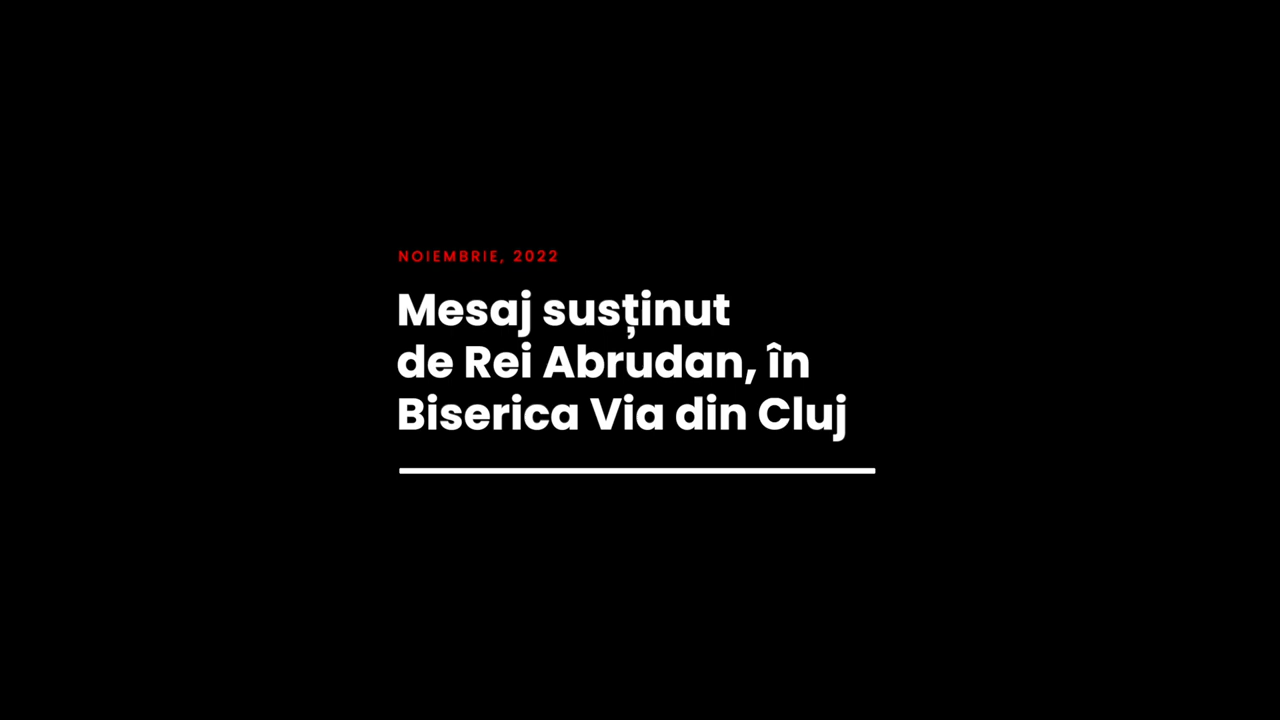 NOIEMBRIE, 2022
Mesaj susținut
de Rei Abrudan, în
Biserica Via din Cluj